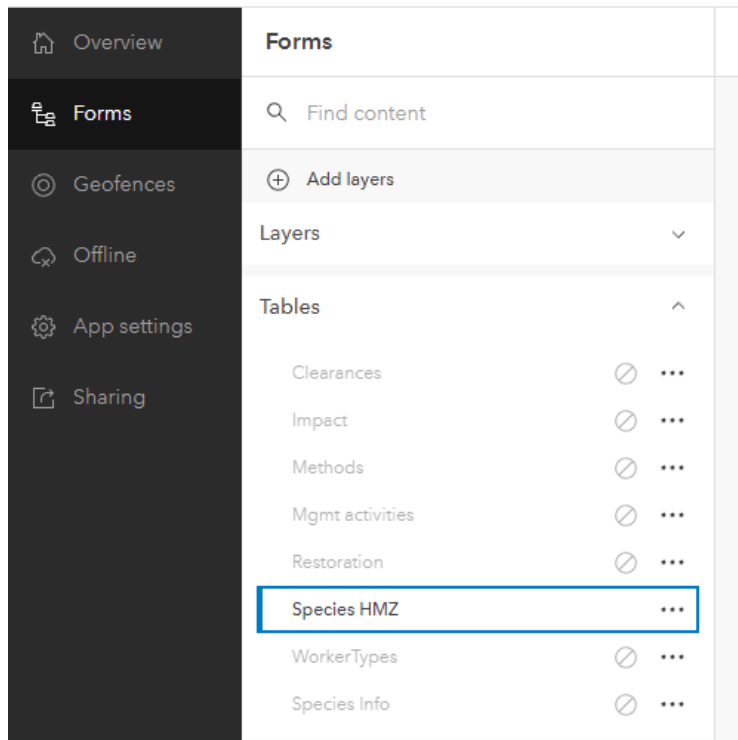 Overview
Forms
Geofences
Offline
App settings
Sharing
Forms
Find content
Add layers
Layers
Tables
Clearances
Impact
Methods
Mgmt activities
Restoration
Species HMZ
WorkerTypes
Species Info